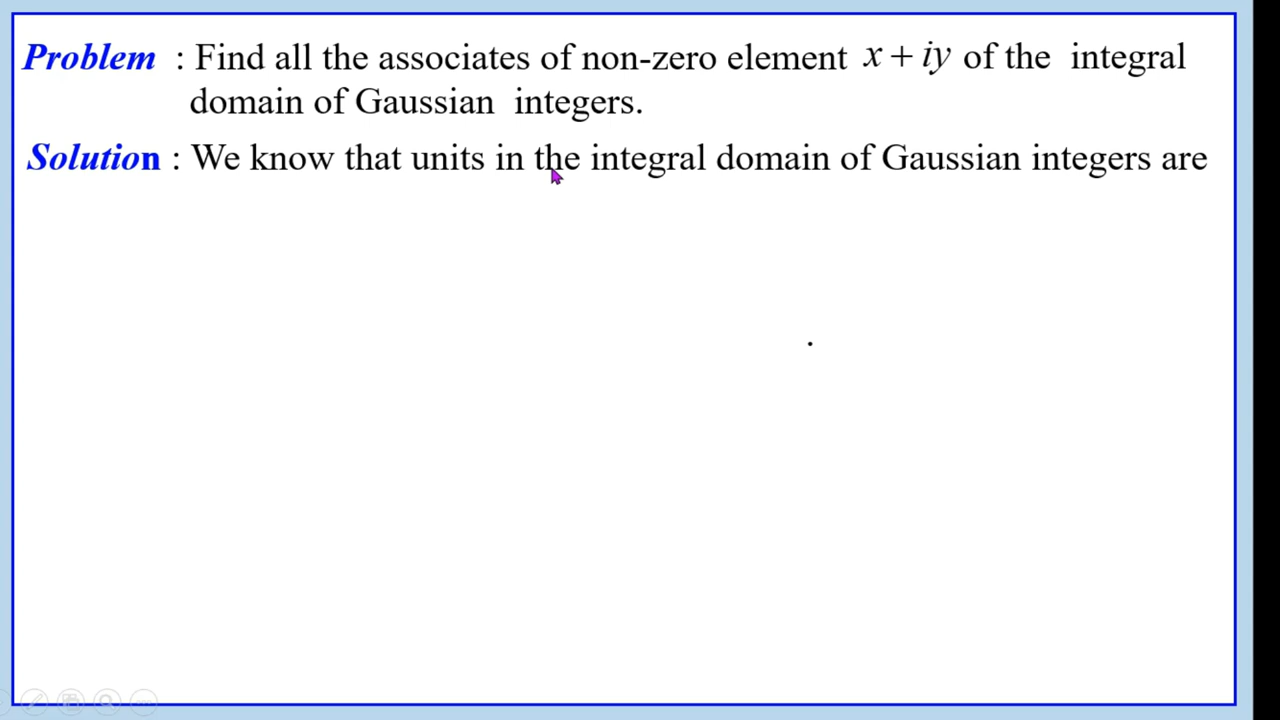 Problem : Find all the associates of non-zero element x + iy of the integral
domain of Gaussian integers.
Solution : We know that units in the integral domain of Gaussian integers are
.